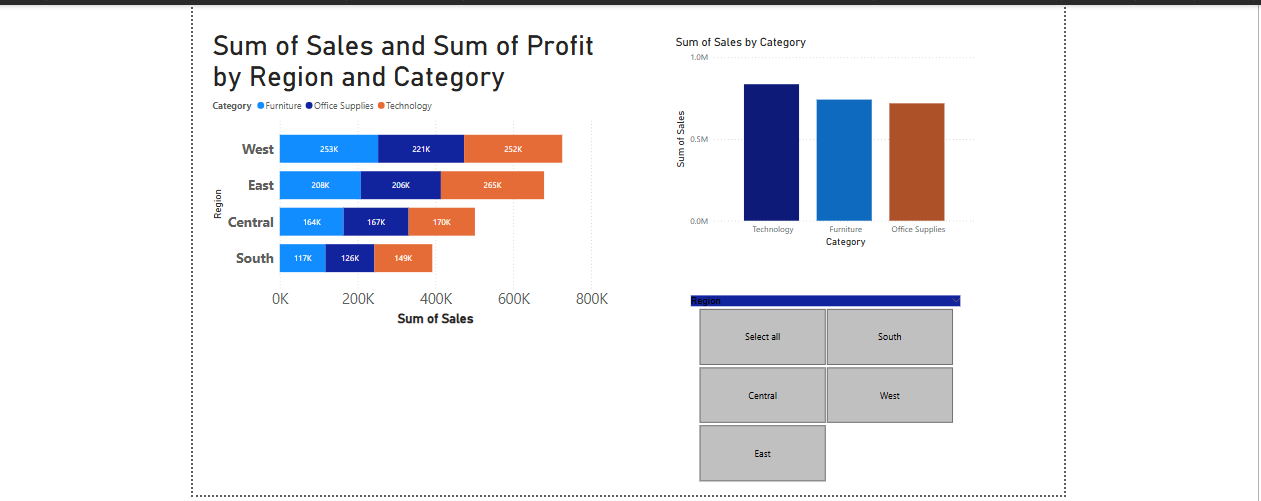 Sum of Sales and Sum of Profit
by Region and Category
Category Furniture Office Supplies Technology
Region
West 253K 221K 252K
East 208K 206K 265K
Central 164K 167K 170K
South 117K 126K 149K
0K 200K 400K 600K 800K
Sum of Sales
Sum of Sales by Category
Sum of Sales
1.0M
0.5M
0.0M
Technology Furniture Office Supplies
Category
Region
Select all South
Central West
East